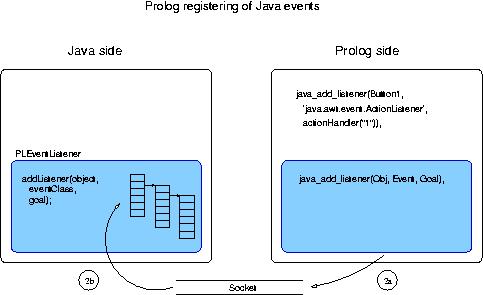 Prolog registering of Java events
Java side
Prolog side
java_add_listener(Button1,
'java.awt.event.ActionListener',
actionHandler("1")),
PLEventListener
addListener(object,
eventClass,
goal);
java_add_listener(Obj, Event, Goal),
2b
Socket
2a